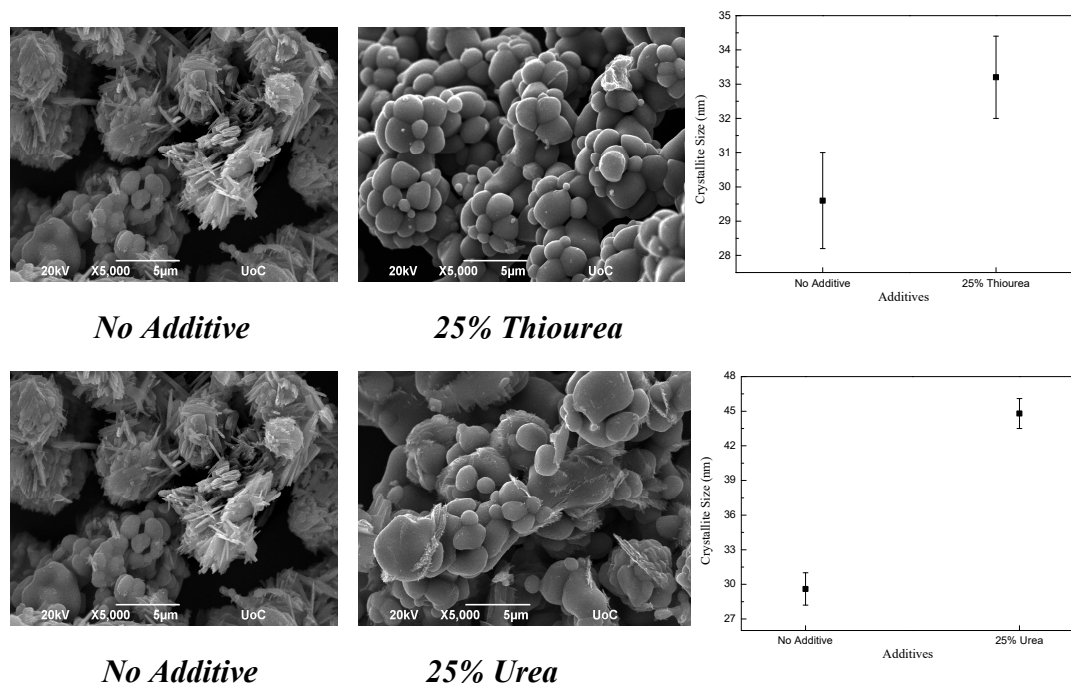 20kV X5,000 5μm UoC
20kV X5,000 5μm UoC
35
34
33
32
31
30
29
28
Crystallite Size (nm)
No Additive 25% Thiourea
Additives
No Additive
25% Thiourea
20kV X5,000 5μm UoC
20kV X5,000 5μm UoC
48
45
42
39
36
33
30
27
Crystallite Size (nm)
No Additive 25% Urea
Additives
No Additive
25% Urea